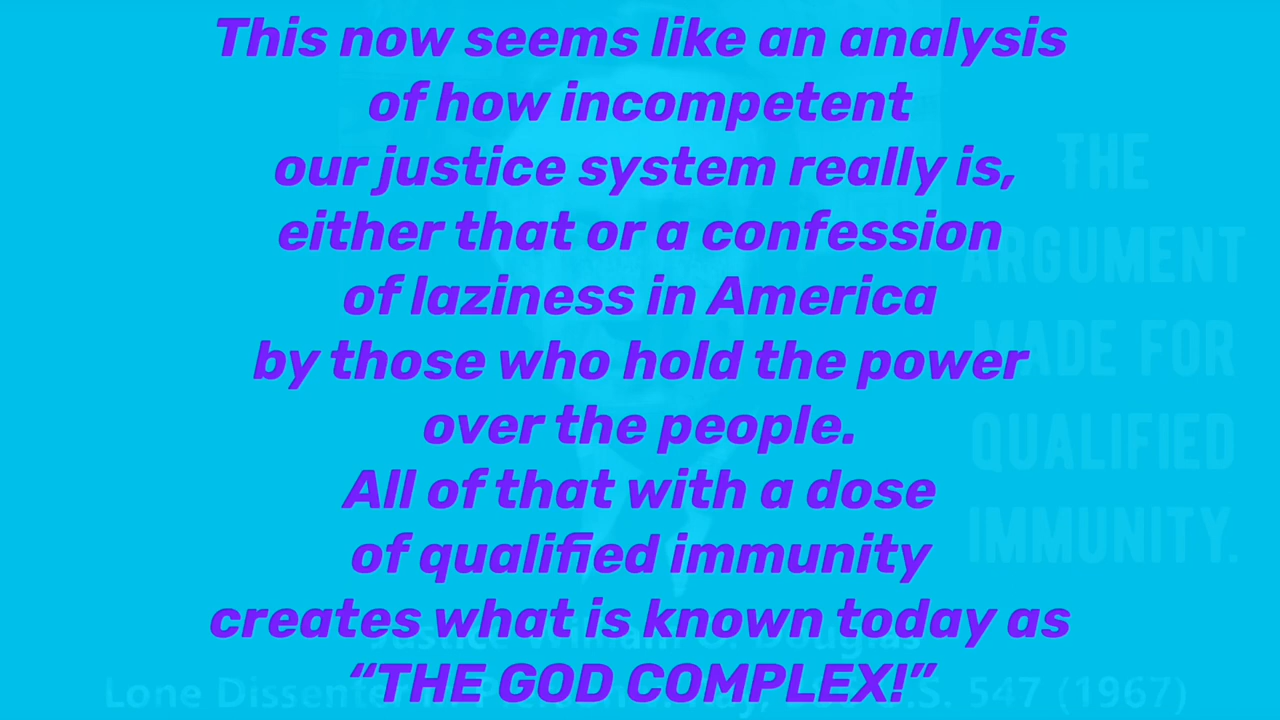 This now seems like an analysis
of how incompetent
our justice system really is,
either that or a confession
of laziness in America
by those who hold the power
over the people.
All of that with a dose
of qualified immunity
creates what is known today as
“THE GOD COMPLEX!”
THE
ARGUMENT
MADE FOR
QUALIFIED
IMMUNITY.
Justice William O. Douglas
Lone Dissenter U.S. 547 (1967)